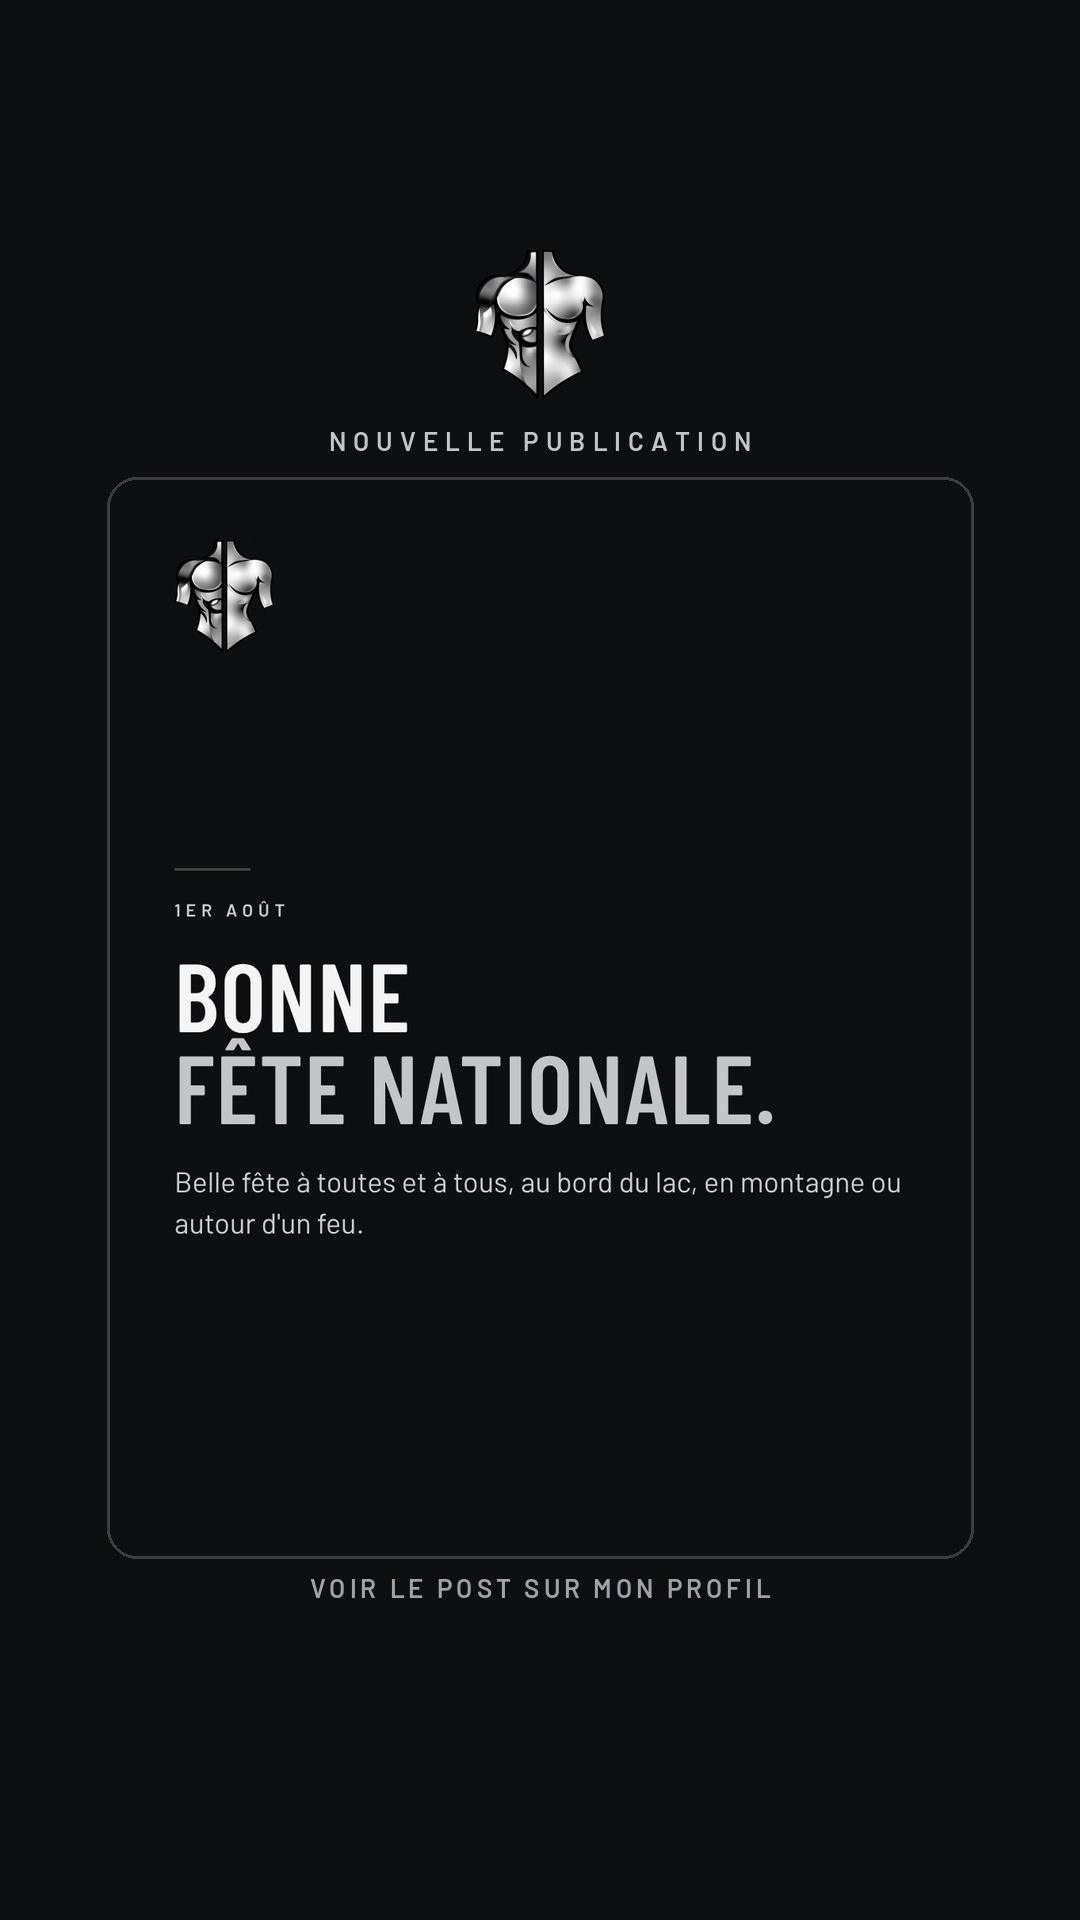 NOUVELLE PUBLICATION
1ER AOÛT
BONNE
FÊTE NATIONALE.
Belle fête à toutes et à tous, au bord du lac, en montagne ou
autour d'un feu.
VOIR LE POST SUR MON PROFIL